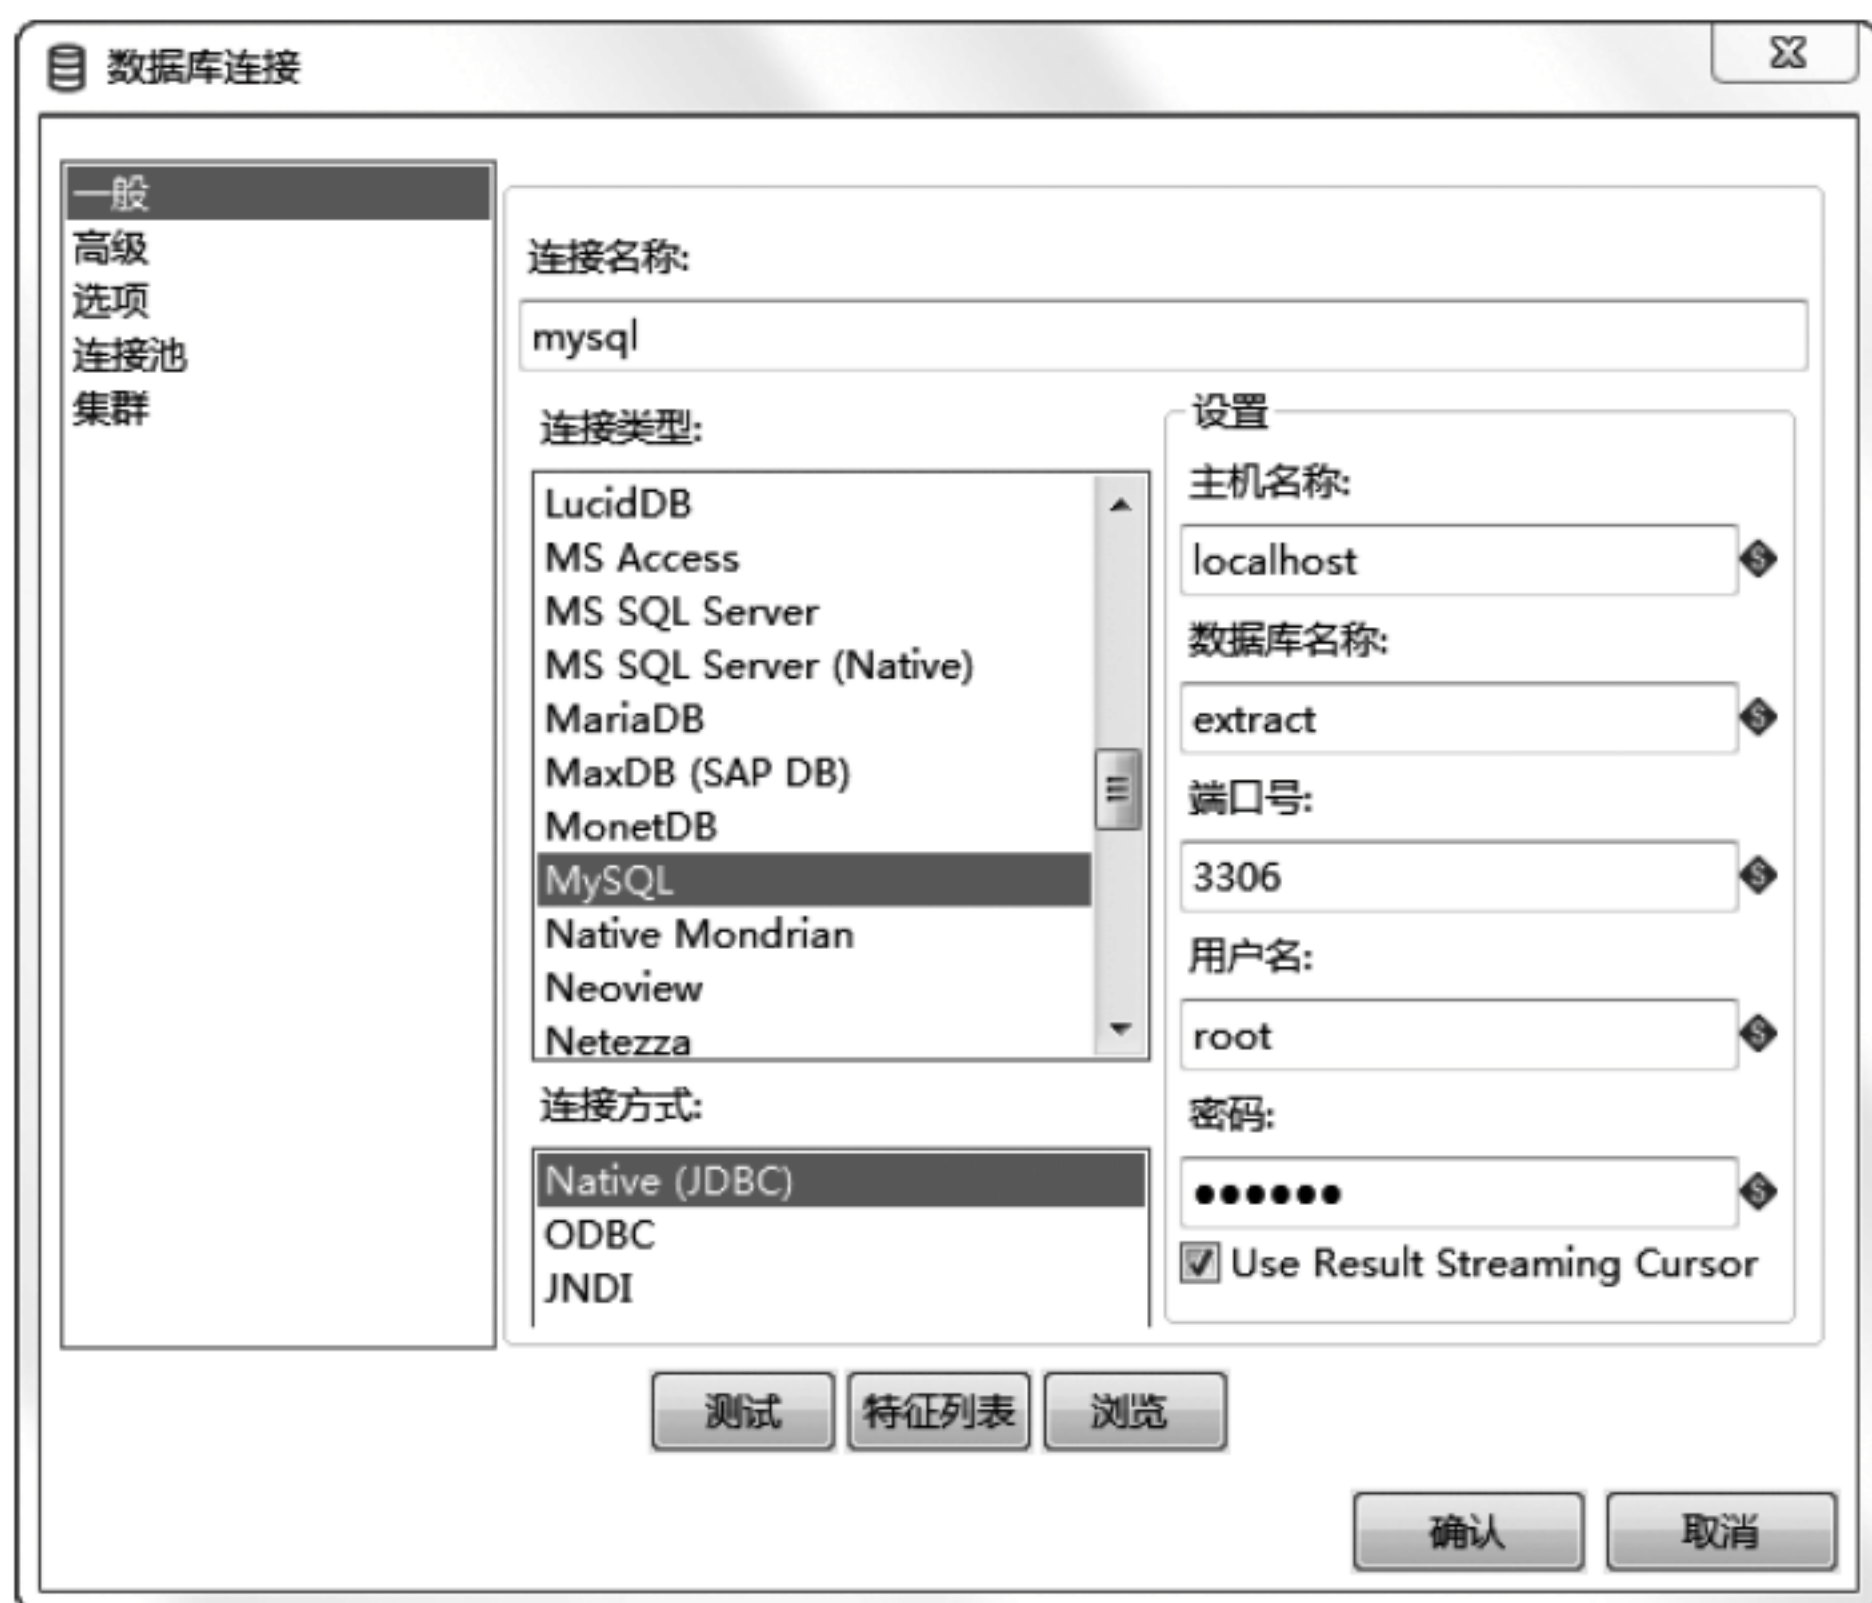 数据库连接
一般
高级
选项
连接池
集群
连接名称:
mysql
连接类型:
LucidDB
MS Access
MS SQL Server
MS SQL Server (Native)
MariaDB
MaxDB (SAP DB)
MonetDB
MySQL
Native Mondrian
Neoview
Netezza
连接方式:
Native (JDBC)
ODBC
JNDI
设置
主机名称:
localhost
数据库名称:
extract
端口号:
3306
用户名:
root
密码:
●●●●●●
Use Result Streaming Cursor
测试 特征列表 浏览
确认 取消